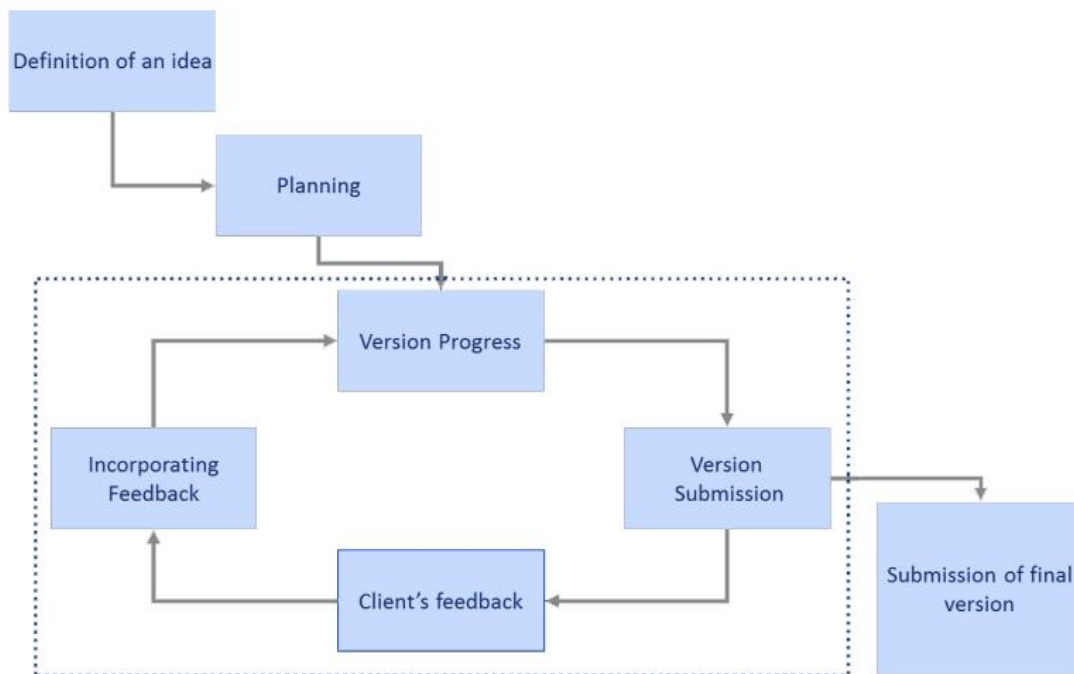 Definition of an idea
Planning
Version Progress
Version
Submission
Client’s feedback
Incorporating
Feedback
Submission of final
version